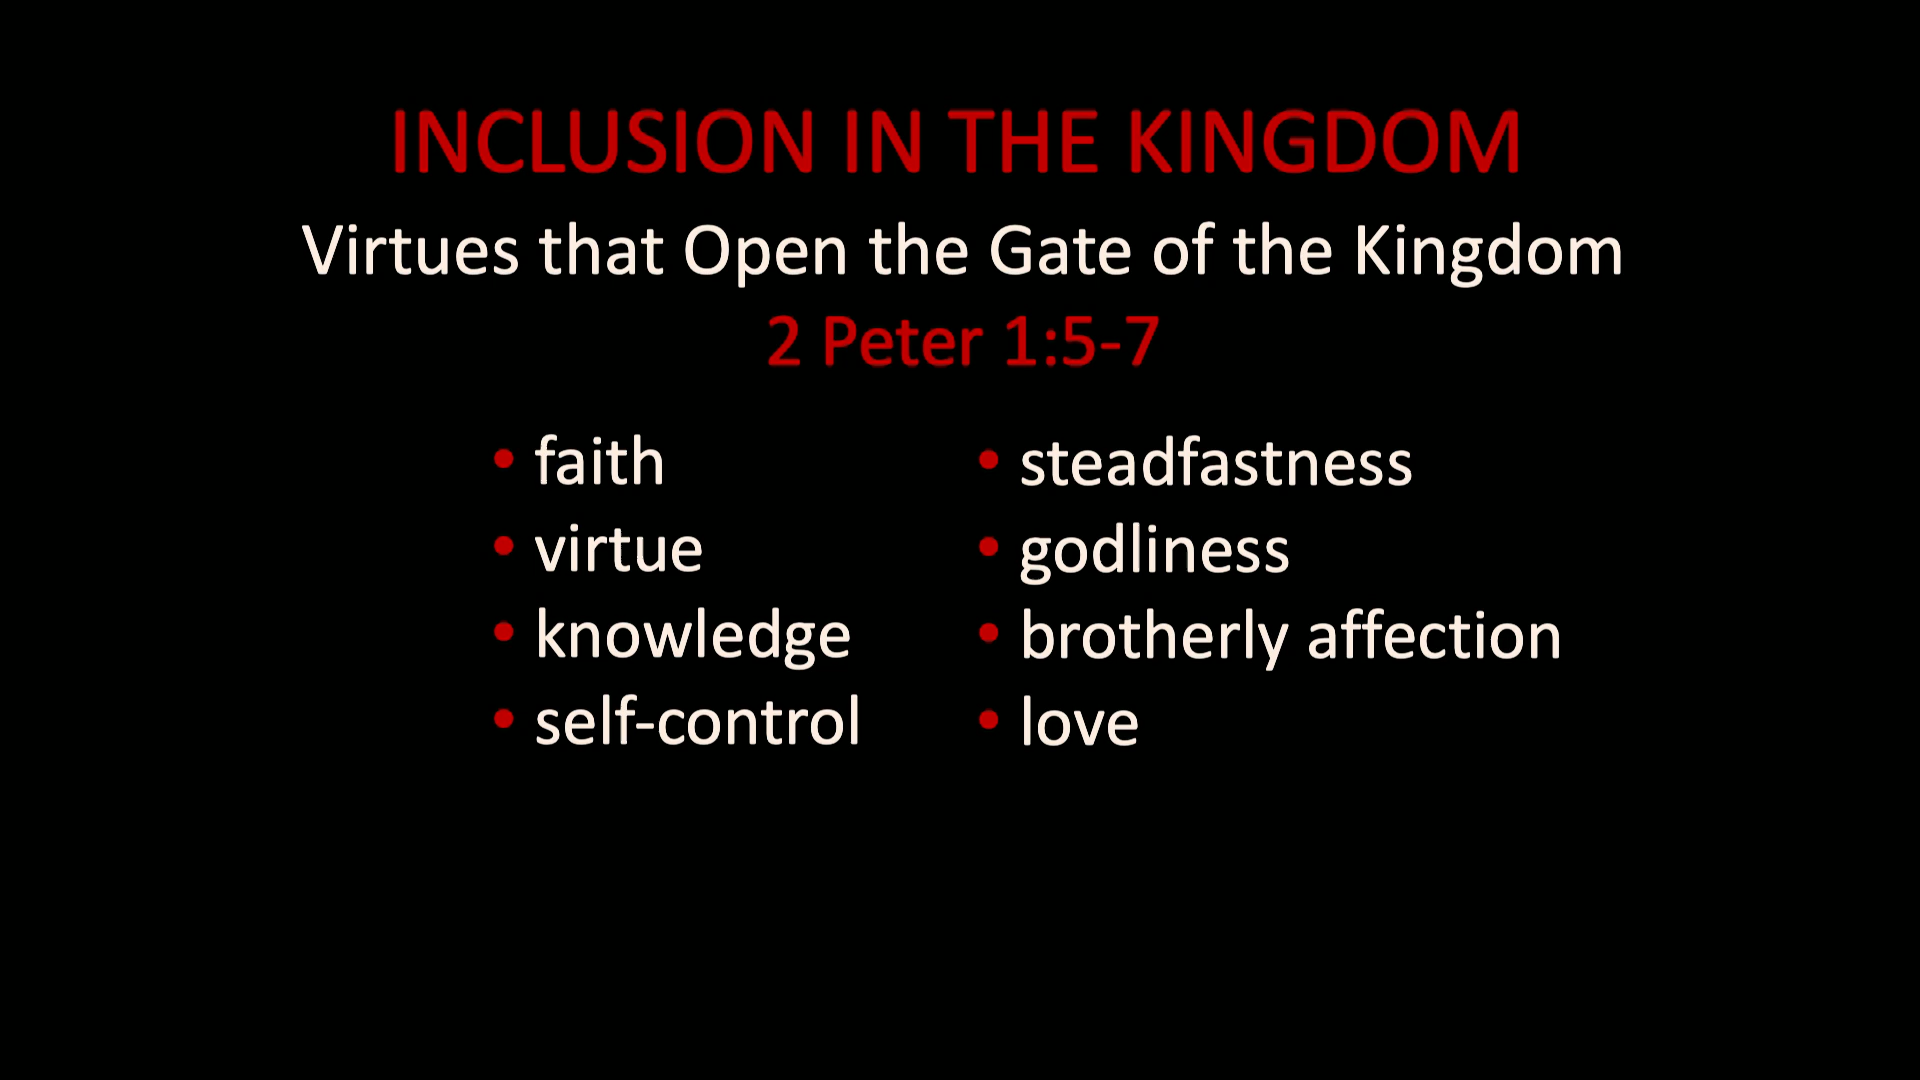 INCLUSION IN THE KINGDOM
Virtues that Open the Gate of the Kingdom
2 Peter 1:5-7
• faith
• virtue
• knowledge
• self-control
• steadfastness
• godliness
• brotherly affection
• love